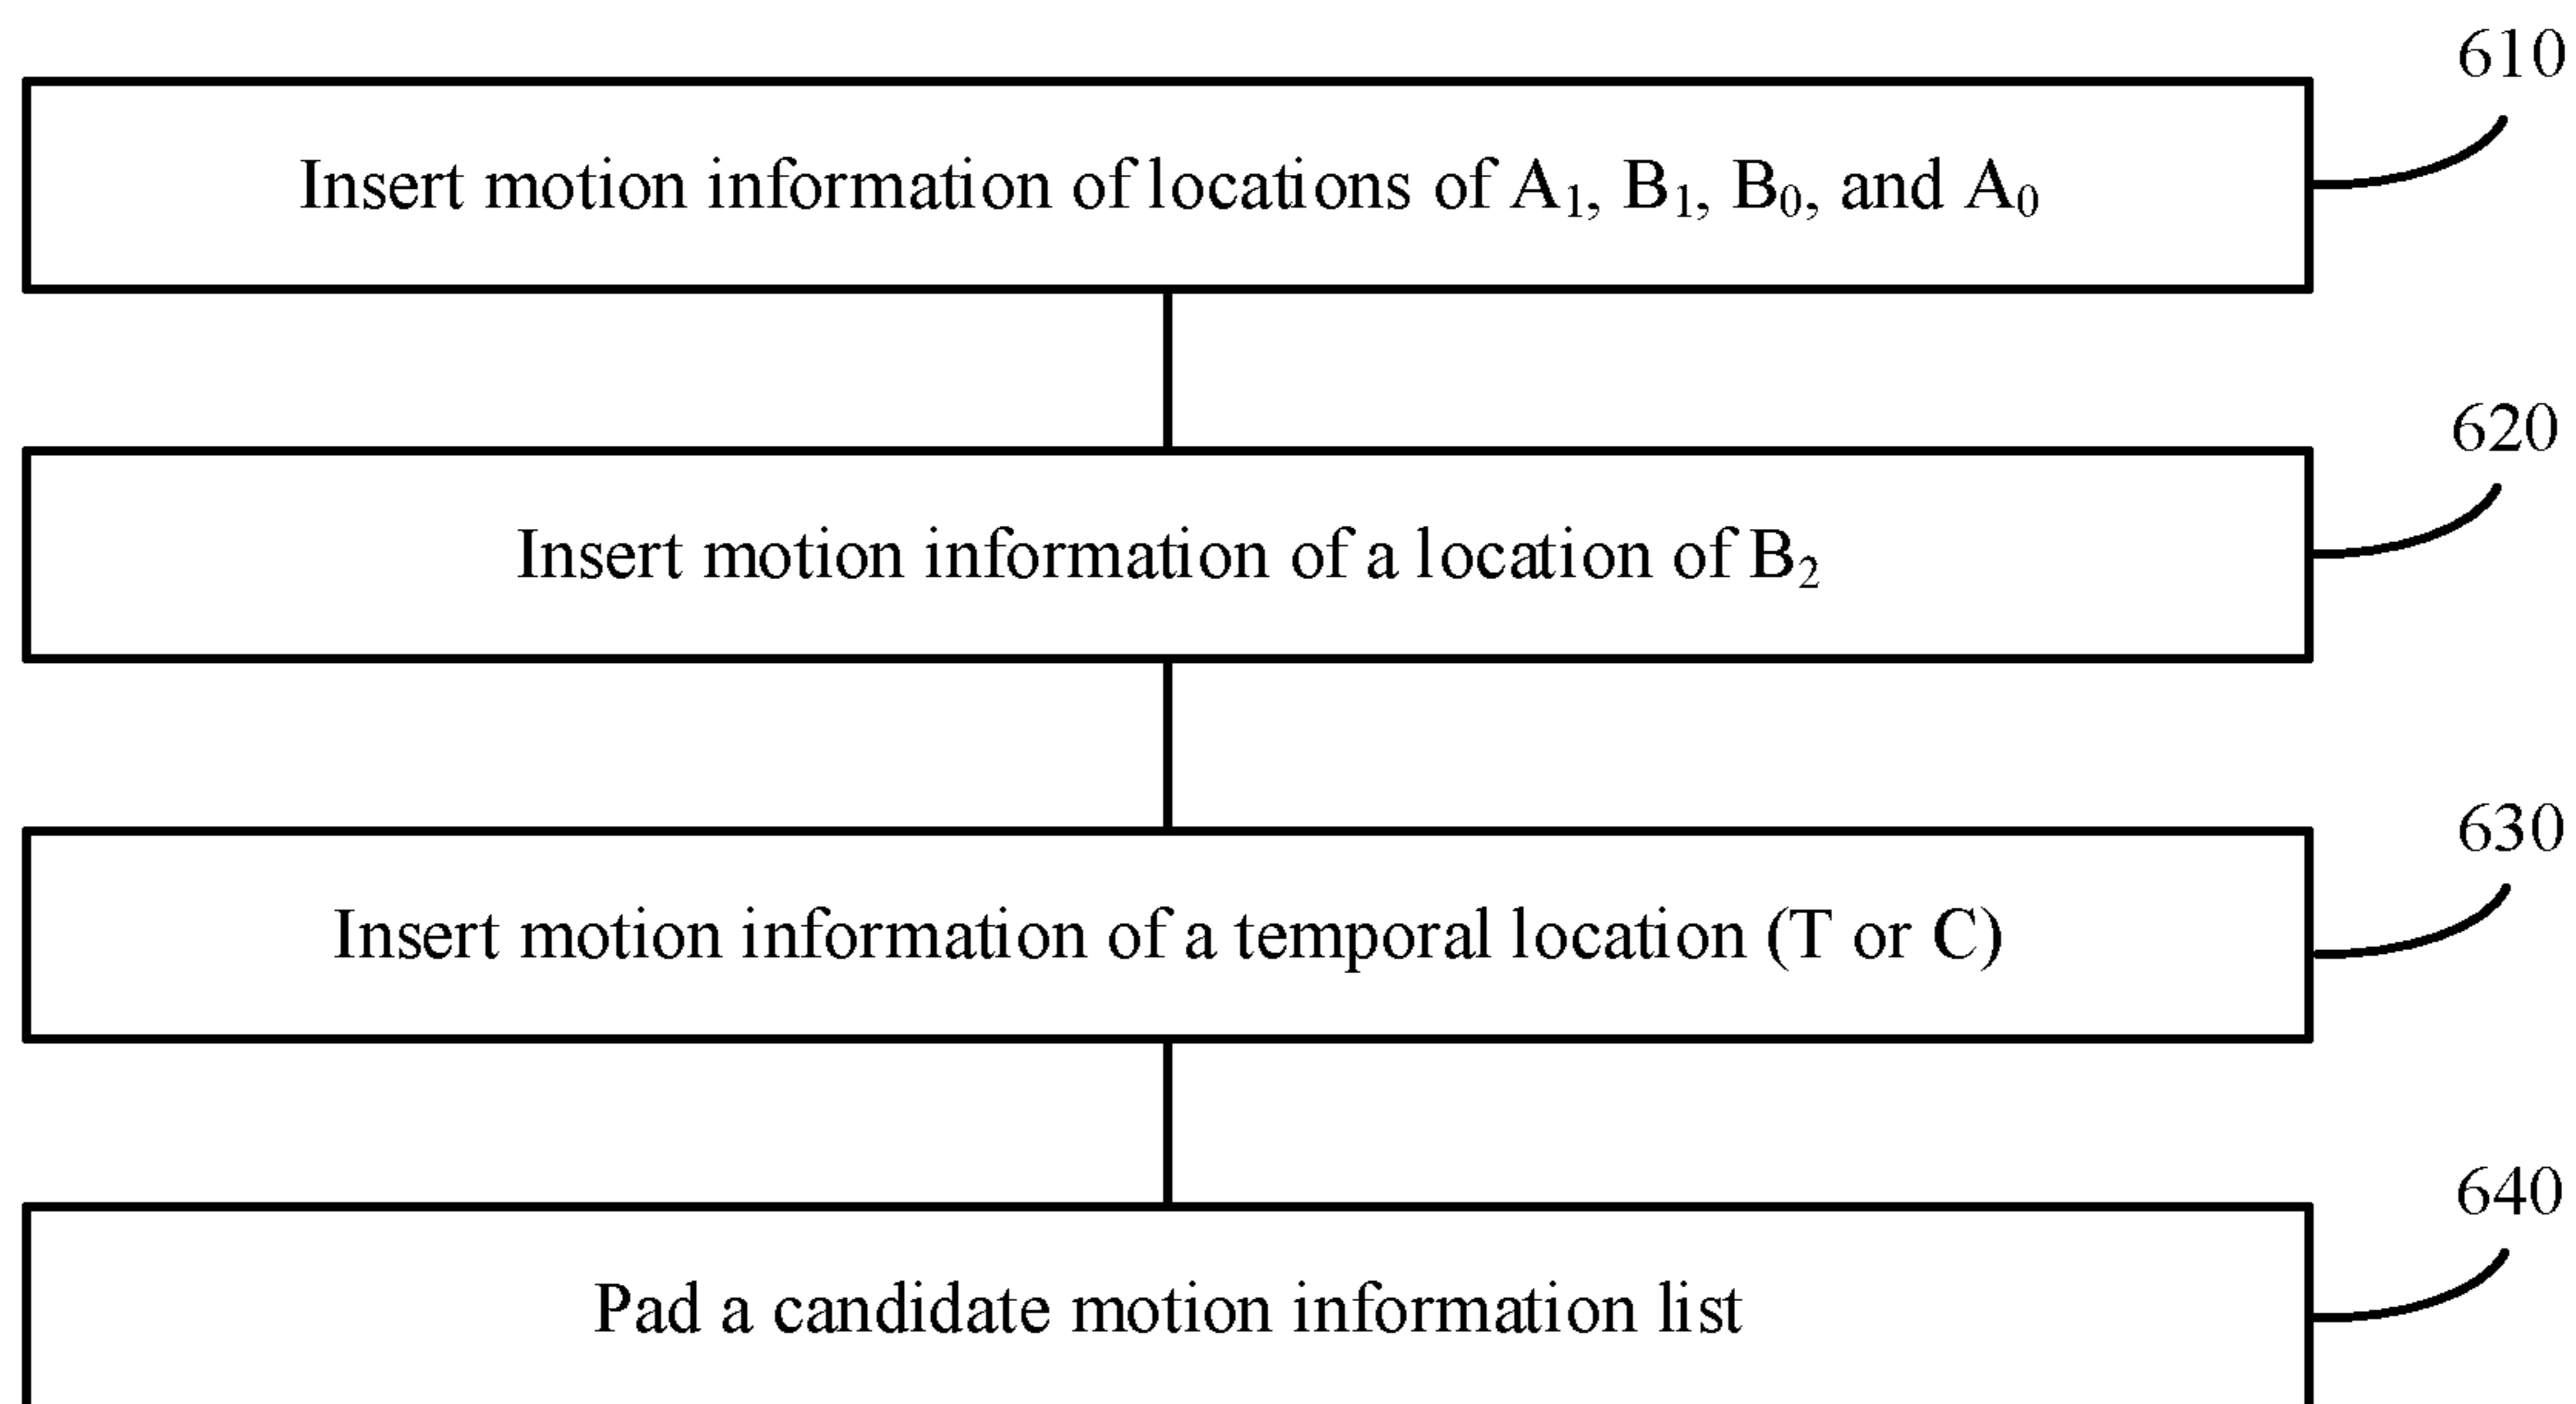 610
Insert motion information of locations of A₁, B₁, B₀, and A₀
620
Insert motion information of a location of B₂
630
Insert motion information of a temporal location (T or C)
640
Pad a candidate motion information list